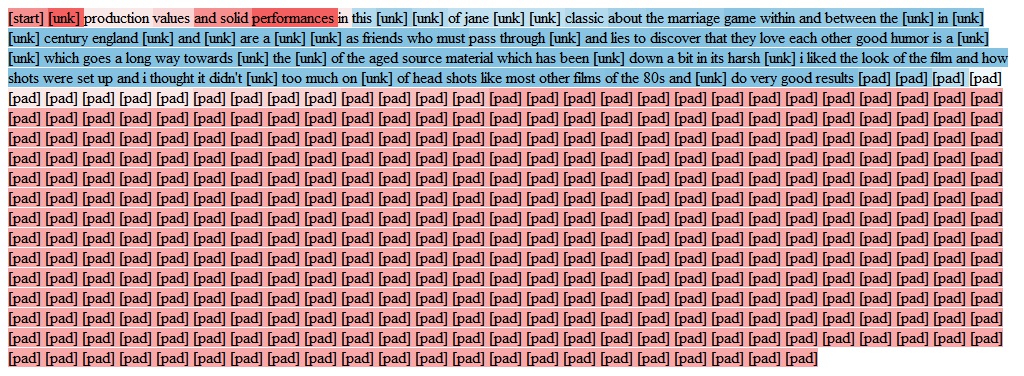 [start] [unk] production values and solid performances in this [unk] [unk] of jane [unk] [unk] classic about the marriage game within and between the [unk] in [unk]
[unk] century england [unk] and [unk] are a [unk] [unk] as friends who must pass through [unk] and lies to discover that they love each other good humor is a [unk]
[unk] which goes a long way towards [unk] the [unk] of the aged source material which has been [unk] down a bit in its harsh [unk] i liked the look of the film and how
shots were set up and i thought it didn't [unk] too much on [unk] of head shots like most other films of the 80s and [unk] do very good results [pad] [pad] [pad] [pad]
[pad] [pad] [pad] [pad] [pad] [pad] [pad] [pad] [pad] [pad] [pad] [pad] [pad] [pad] [pad] [pad] [pad] [pad] [pad] [pad] [pad] [pad] [pad] [pad] [pad] [pad] [pad]
[pad] [pad] [pad] [pad] [pad] [pad] [pad] [pad] [pad] [pad] [pad] [pad] [pad] [pad] [pad] [pad] [pad] [pad] [pad] [pad] [pad] [pad] [pad] [pad] [pad] [pad] [pad]
[pad] [pad] [pad] [pad] [pad] [pad] [pad] [pad] [pad] [pad] [pad] [pad] [pad] [pad] [pad] [pad] [pad] [pad] [pad] [pad] [pad] [pad] [pad] [pad] [pad] [pad] [pad]
[pad] [pad] [pad] [pad] [pad] [pad] [pad] [pad] [pad] [pad] [pad] [pad] [pad] [pad] [pad] [pad] [pad] [pad] [pad] [pad] [pad] [pad] [pad] [pad] [pad] [pad] [pad]
[pad] [pad] [pad] [pad] [pad] [pad] [pad] [pad] [pad] [pad] [pad] [pad] [pad] [pad] [pad] [pad] [pad] [pad] [pad] [pad] [pad] [pad] [pad] [pad] [pad] [pad] [pad]
[pad] [pad] [pad] [pad] [pad] [pad] [pad] [pad] [pad] [pad] [pad] [pad] [pad] [pad] [pad] [pad] [pad] [pad] [pad] [pad] [pad] [pad] [pad] [pad] [pad] [pad] [pad]
[pad] [pad] [pad] [pad] [pad] [pad] [pad] [pad] [pad] [pad] [pad] [pad] [pad] [pad] [pad] [pad] [pad] [pad] [pad] [pad] [pad] [pad] [pad] [pad] [pad] [pad] [pad]
[pad] [pad] [pad] [pad] [pad] [pad] [pad] [pad] [pad] [pad] [pad] [pad] [pad] [pad] [pad] [pad] [pad] [pad] [pad] [pad] [pad] [pad] [pad] [pad] [pad] [pad] [pad]
[pad] [pad] [pad] [pad] [pad] [pad] [pad] [pad] [pad] [pad] [pad] [pad] [pad] [pad] [pad] [pad] [pad] [pad] [pad] [pad] [pad] [pad] [pad] [pad] [pad] [pad] [pad]
[pad] [pad] [pad] [pad] [pad] [pad] [pad] [pad] [pad] [pad] [pad] [pad] [pad] [pad] [pad] [pad] [pad] [pad] [pad] [pad] [pad] [pad] [pad] [pad] [pad] [pad] [pad]
[pad] [pad] [pad] [pad] [pad] [pad] [pad] [pad] [pad] [pad] [pad] [pad] [pad] [pad] [pad] [pad] [pad] [pad] [pad] [pad] [pad] [pad] [pad] [pad] [pad] [pad] [pad]
[pad] [pad] [pad] [pad] [pad] [pad] [pad] [pad] [pad] [pad] [pad] [pad] [pad] [pad] [pad] [pad] [pad] [pad] [pad] [pad] [pad] [pad] [pad] [pad] [pad] [pad] [pad]
[pad] [pad] [pad] [pad] [pad] [pad] [pad] [pad] [pad] [pad] [pad] [pad] [pad] [pad] [pad] [pad] [pad] [pad] [pad] [pad] [pad] [pad] [pad] [pad] [pad] [pad] [pad]
[pad] [pad] [pad] [pad] [pad] [pad] [pad] [pad] [pad] [pad] [pad] [pad] [pad] [pad] [pad] [pad] [pad] [pad] [pad] [pad] [pad] [pad]